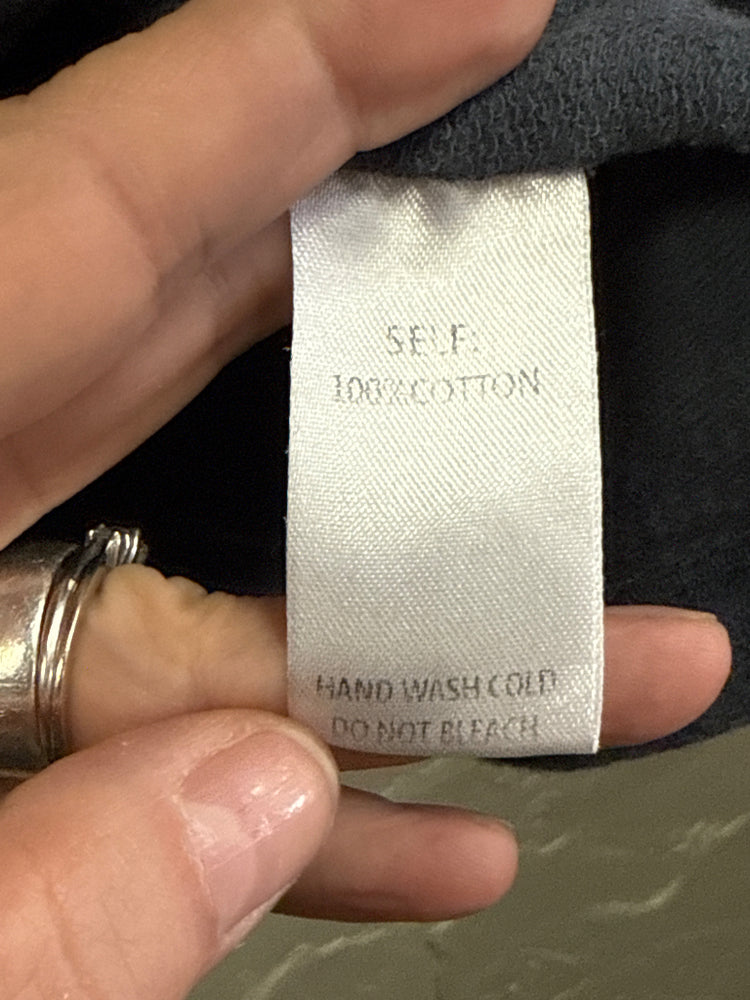 SELF:
100% COTTON
HAND WASH COLD
DO NOT BLEACH